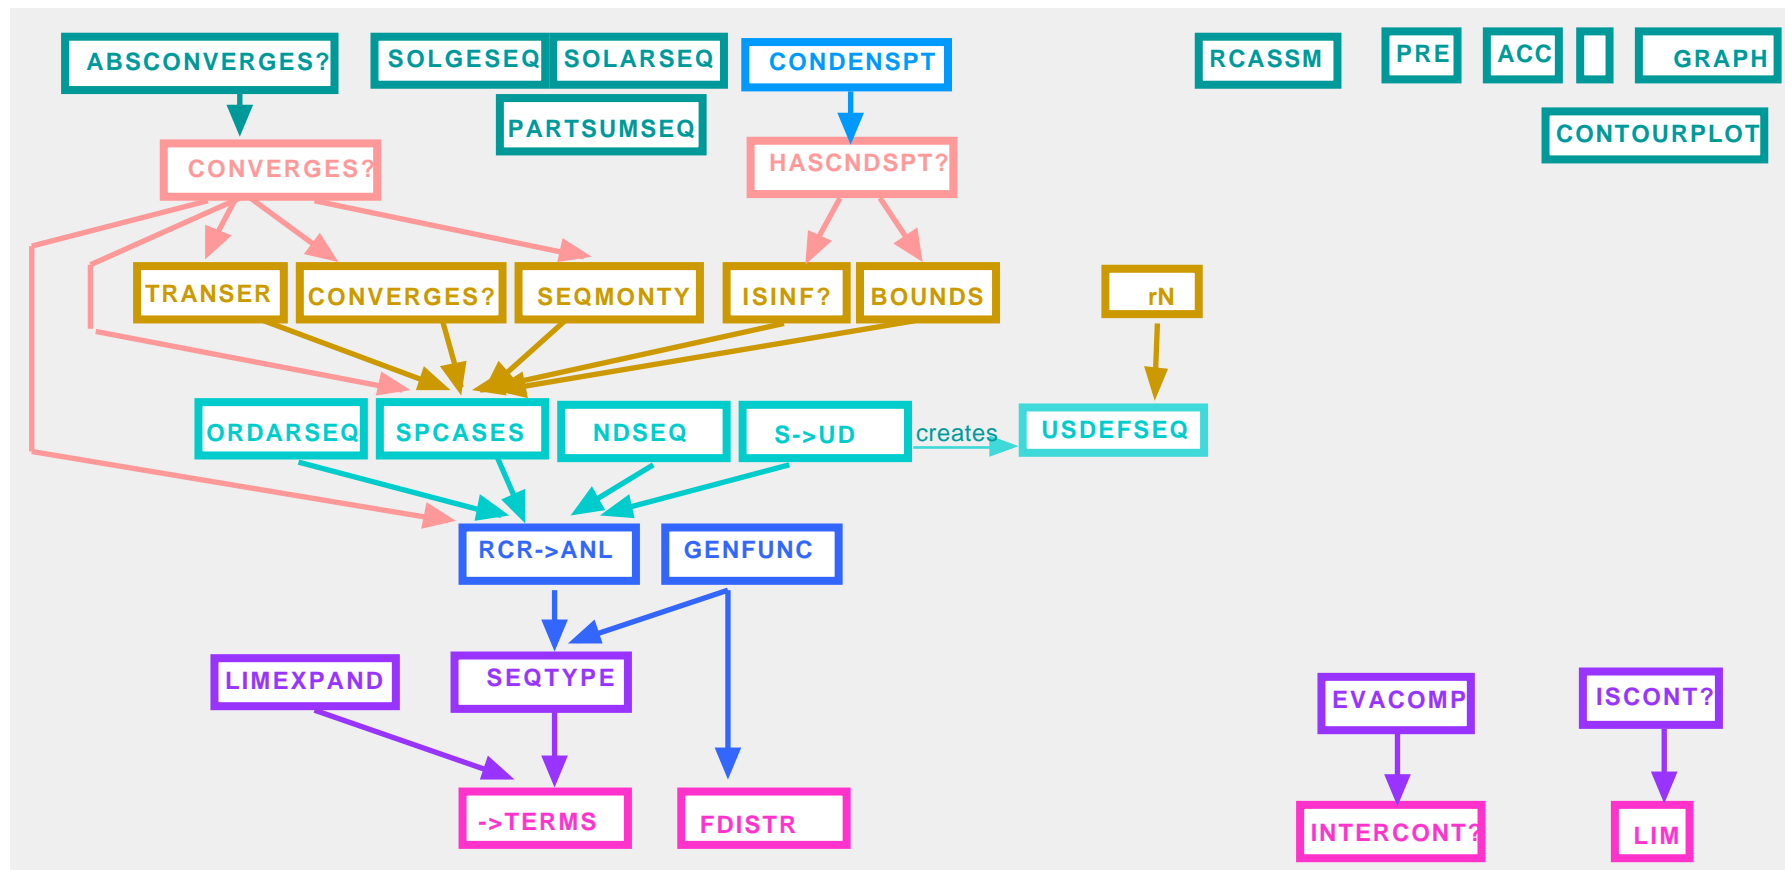 ABSCONVERGES?
SOLGESEQ
SOLARSEQ
CONDENSPT
RCASSM
PRE
ACC
GRAPH
PARTSUMSEQ
CONTOURPLOT
CONVERGES?
HASCNDSPT?
TRANSER
CONVERGES?
SEQMONTY
ISINF?
BOUNDS
rN
ORDARSEQ
SPCASES
NDSEQ
S->UD
creates
USDEFSEQ
RCR->ANL
GENFUNC
LIMEXPAND
SEQTYPE
EVACOMP
ISCONT?
->TERMS
FDISTR
INTERCONT?
LIM